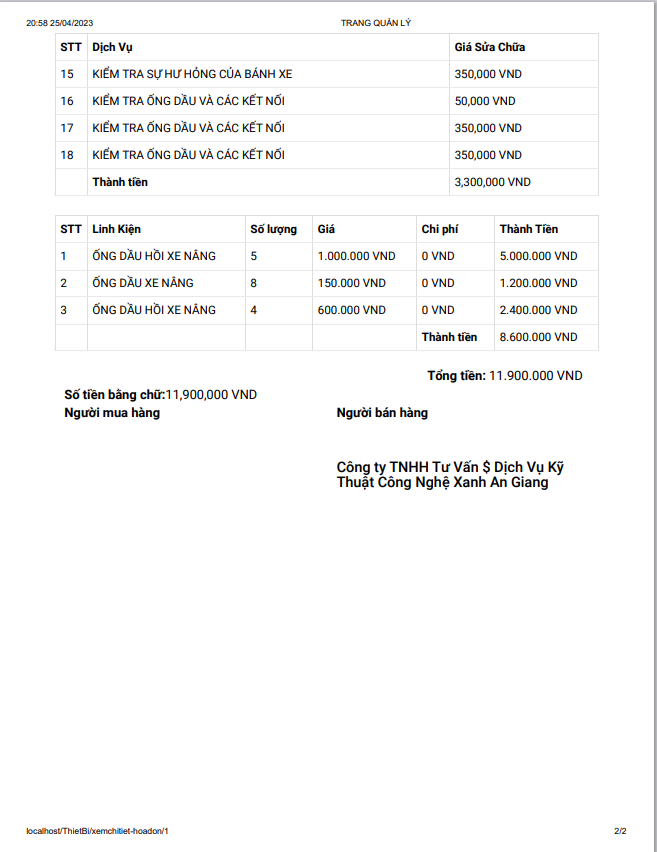 20:58 25/04/2023 TRANG QUẢN LÝ
STT Dịch Vụ Giá Sửa Chữa
15 KIỂM TRA SỰ HƯ HỎNG CỦA BÁNH XE 350,000 VND
16 KIỂM TRA ỐNG DẦU VÀ CÁC KẾT NỐI 50,000 VND
17 KIỂM TRA ỐNG DẦU VÀ CÁC KẾT NỐI 350,000 VND
18 KIỂM TRA ỐNG DẦU VÀ CÁC KẾT NỐI 350,000 VND
Thành tiền 3,300,000 VND
STT Linh Kiện Số lượng Giá Chi phí Thành Tiền
1 ỐNG DẦU HỒI XE NÂNG 5 1.000.000 VND 0 VND 5.000.000 VND
2 ỐNG DẦU XE NÂNG 8 150.000 VND 0 VND 1.200.000 VND
3 ỐNG DẦU HỒI XE NÂNG 4 600.000 VND 0 VND 2.400.000 VND
Thành tiền 8.600.000 VND
Tổng tiền: 11.900.000 VND
Số tiền bằng chữ:11,900,000 VND
Người mua hàng Người bán hàng
Công ty TNHH Tư Vấn $ Dịch Vụ Kỹ
Thuật Công Nghệ Xanh An Giang
localhost/ThietBi/xemchitiet-hoadon/1 2/2